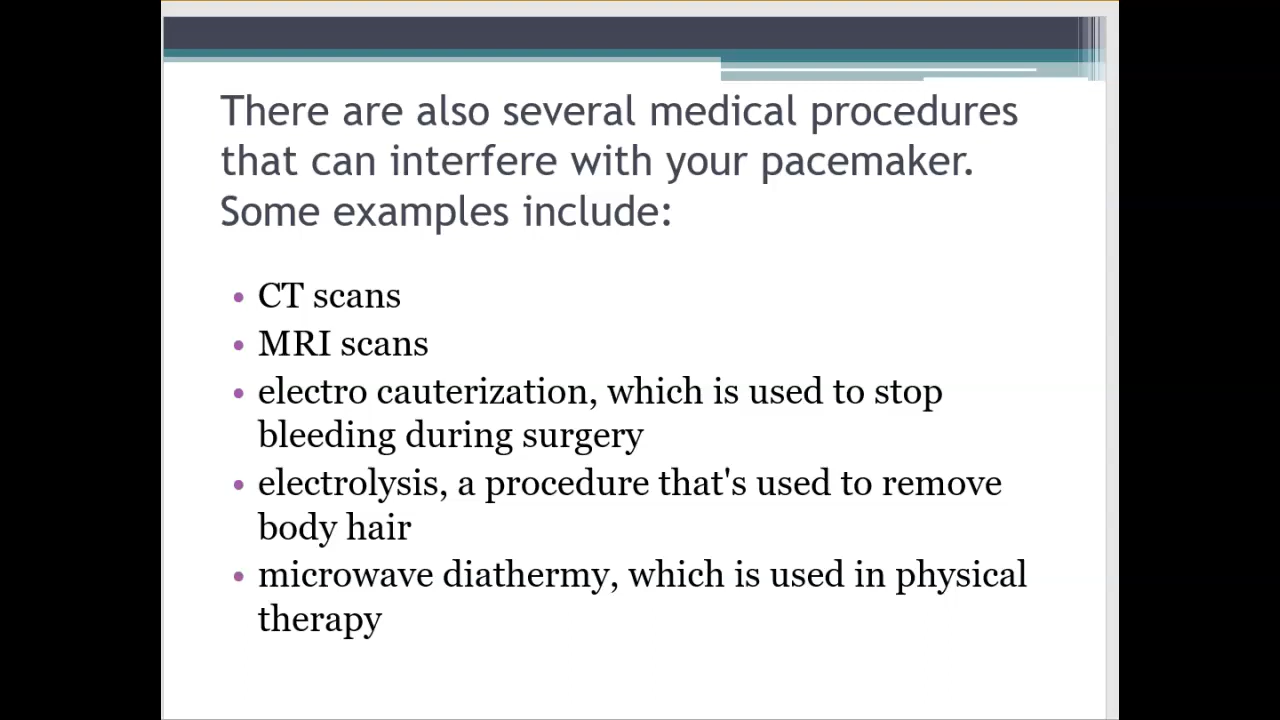 There are also several medical procedures
that can interfere with your pacemaker.
Some examples include:
• CT scans
• MRI scans
• electro cauterization, which is used to stop
bleeding during surgery
• electrolysis, a procedure that's used to remove
body hair
• microwave diathermy, which is used in physical
therapy